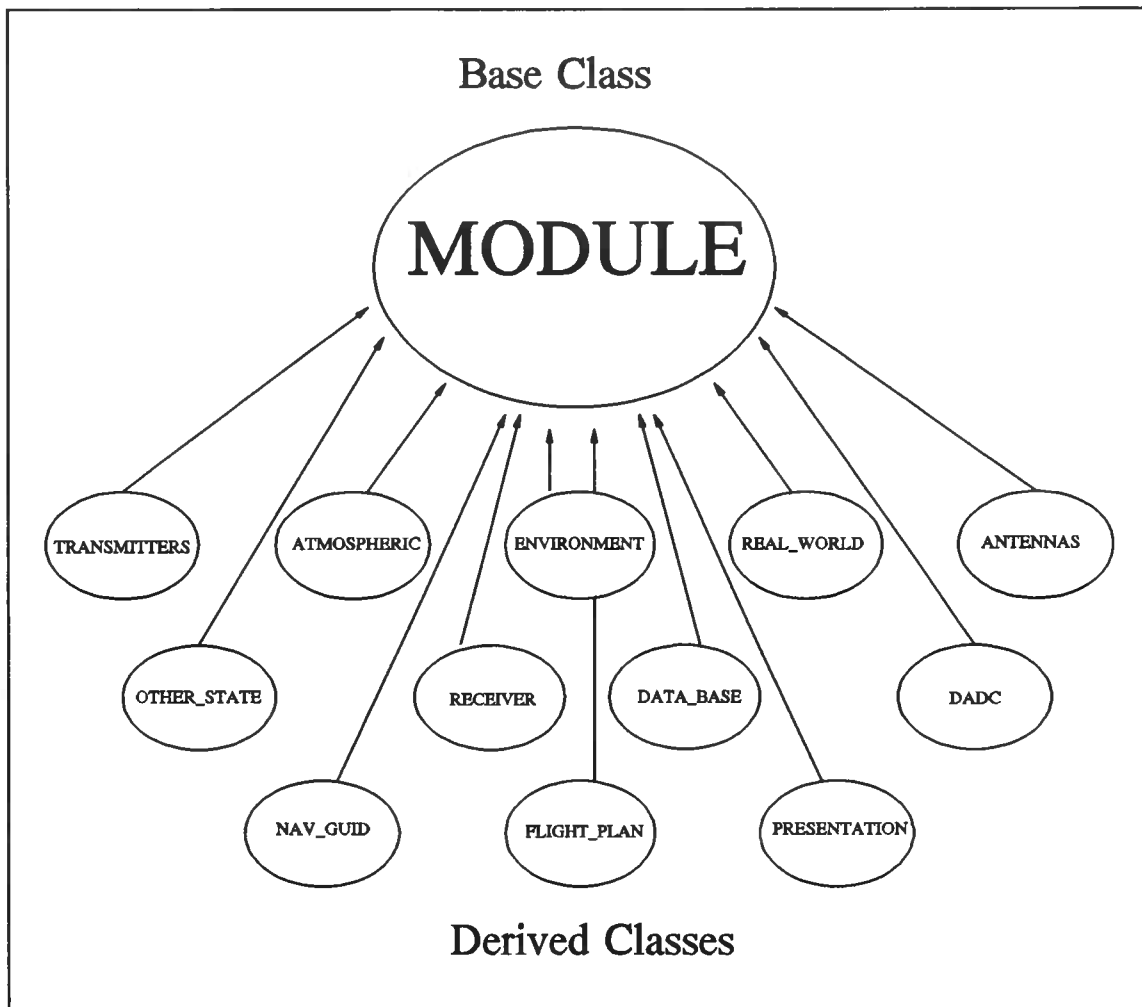 Base Class
MODULE
TRANSMITTERS
ATMOSPHERIC
ENVIRONMENT
REAL_WORLD
ANTENNAS
OTHER_STATE
RECEIVER
DATA_BASE
DADC
NAV_GUID
FLIGHT_PLAN
PRESENTATION
Derived Classes